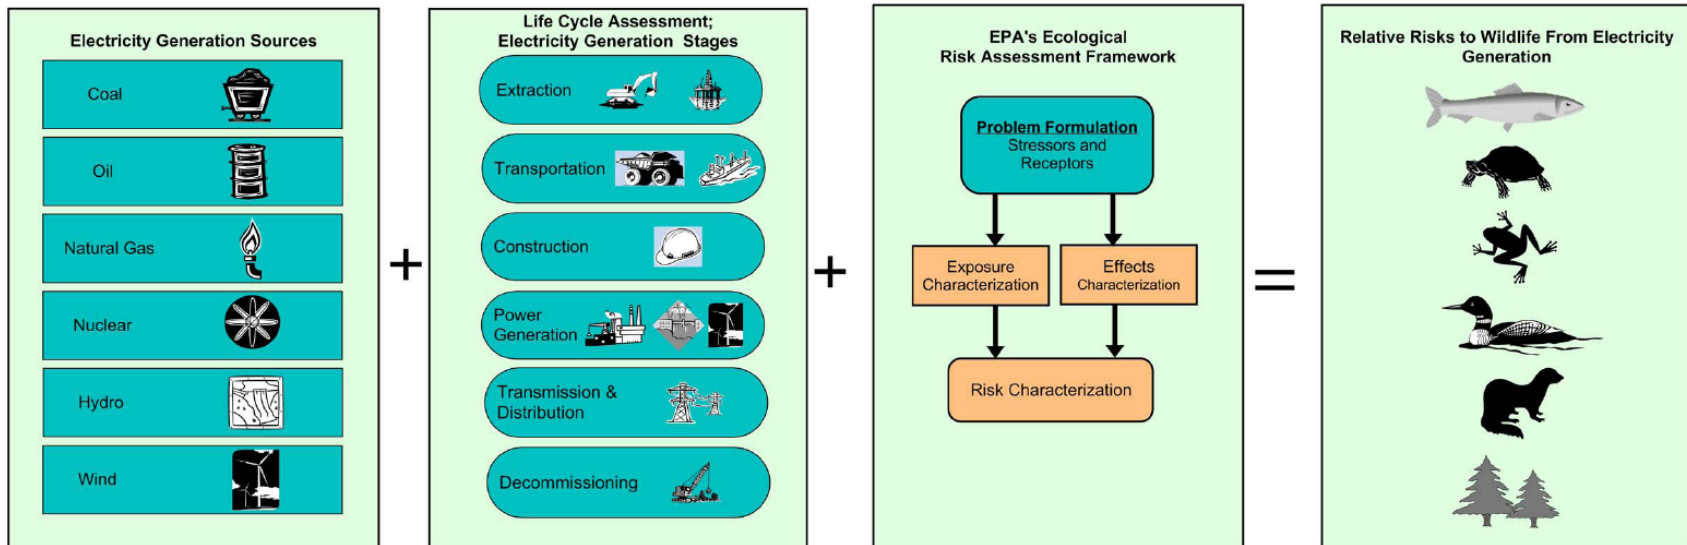 Electricity Generation Sources
Coal
Oil
Natural Gas
Nuclear
Hydro
Wind
+
Life Cycle Assessment;
Electricity Generation Stages
Extraction
Transportation
Construction
Power
Generation
Transmission &
Distribution
Decommissioning
+
EPA's Ecological
Risk Assessment Framework
Problem Formulation
Stressors and
Receptors
Exposure
Characterization
Effects
Characterization
Risk Characterization
=
Relative Risks to Wildlife From Electricity
Generation